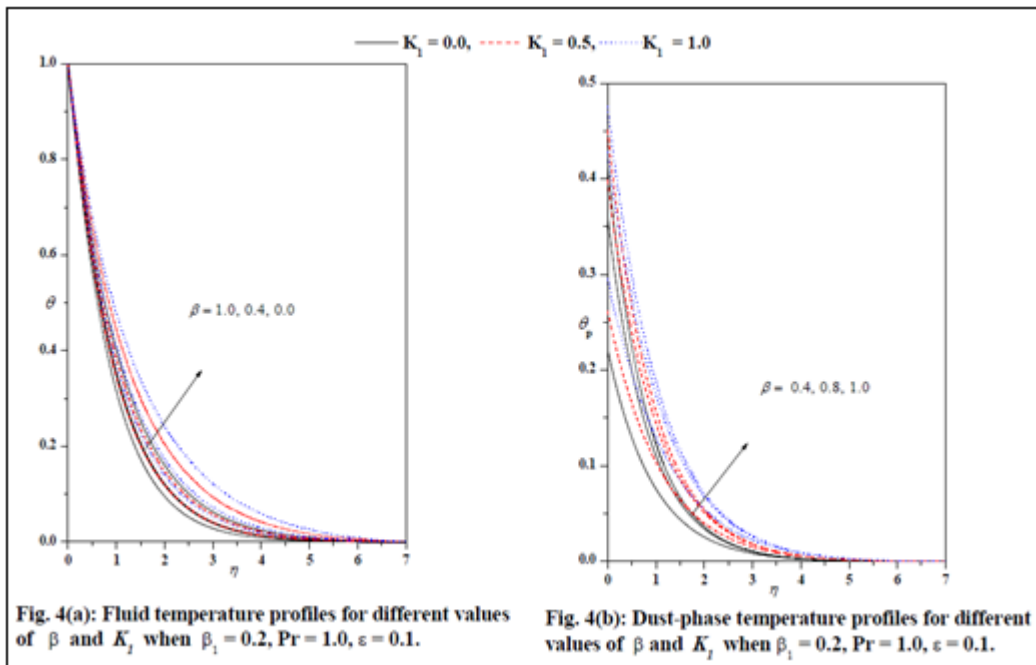 K1 = 0.0, K1 = 0.5, K1 = 1.0
1.0
0.8
0.6
θ
0.4
0.2
0.0
β = 1.0, 0.4, 0.0
0 1 2 3 4 5 6 7
η
0.5
0.4
0.3
θp
0.2
0.1
0.0
β = 0.4, 0.8, 1.0
0 1 2 3 4 5 6 7
η
Fig. 4(a): Fluid temperature profiles for different values
of β and K1 when β1 = 0.2, Pr = 1.0, ε = 0.1.
Fig. 4(b): Dust-phase temperature profiles for different
values of β and K1 when β1 = 0.2, Pr = 1.0, ε = 0.1.